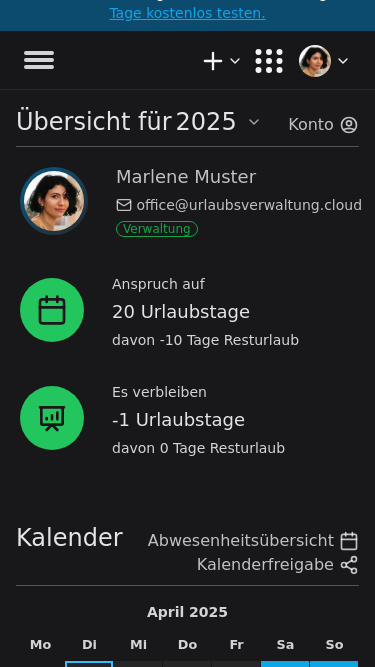 Tage kostenlos testen.
Übersicht für 2025
Konto
Marlene Muster
office@urlaubsverwaltung.cloud
Verwaltung
Anspruch auf
20 Urlaubstage
davon -10 Tage Resturlaub
Es verbleiben
-1 Urlaubstage
davon 0 Tage Resturlaub
Kalender
Abwesenheitsübersicht
Kalenderfreigabe
April 2025
Mo Di Mi Do Fr Sa So